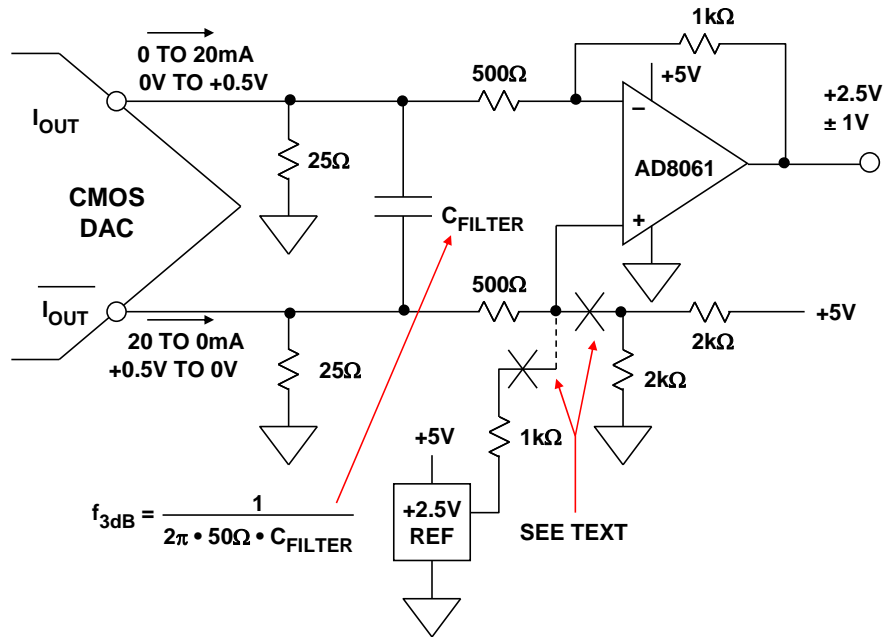 0 TO 20mA
0V TO +0.5V
1kΩ
500Ω
+5V
+2.5V
± 1V
I_OUT
–
25Ω
AD8061
CMOS
DAC
C_FILTER
+
I_OUT
500Ω
20 TO 0mA
+0.5V TO 0V
+5V
2kΩ
25Ω
2kΩ
+5V
1kΩ
f_3dB = 1 / 2π • 50Ω • C_FILTER
+2.5V
REF
SEE TEXT